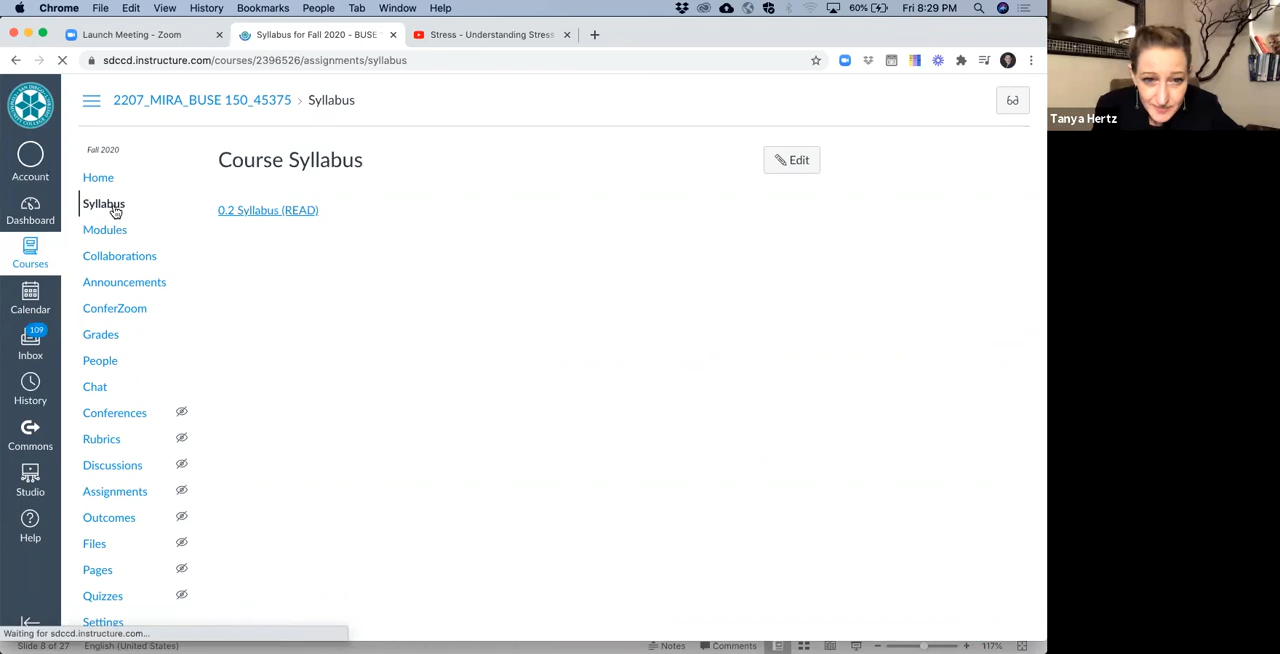 Chrome File Edit View History Bookmarks People Tab Window Help 60% Fri 8:29 PM
Launch Meeting - Zoom Syllabus for Fall 2020 - BUSE Stress - Understanding Stress
sdccd.instructure.com/courses/2396526/assignments/syllabus
2207_MIRA_BUSE 150_45375 › Syllabus
Tanya Hertz
Fall 2020
Course Syllabus
Edit
Account
Home
Syllabus
0.2 Syllabus (READ)
Dashboard
Modules
Collaborations
Courses
Announcements
Calendar
ConferZoom
109
Grades
Inbox
People
Chat
History
Conferences
Commons
Rubrics
Discussions
Studio
Assignments
Outcomes
Help
Files
Pages
Quizzes
Settings
Waiting for sdccd.instructure.com...
Slide 8 of 27 English (United States) Notes Comments 117%